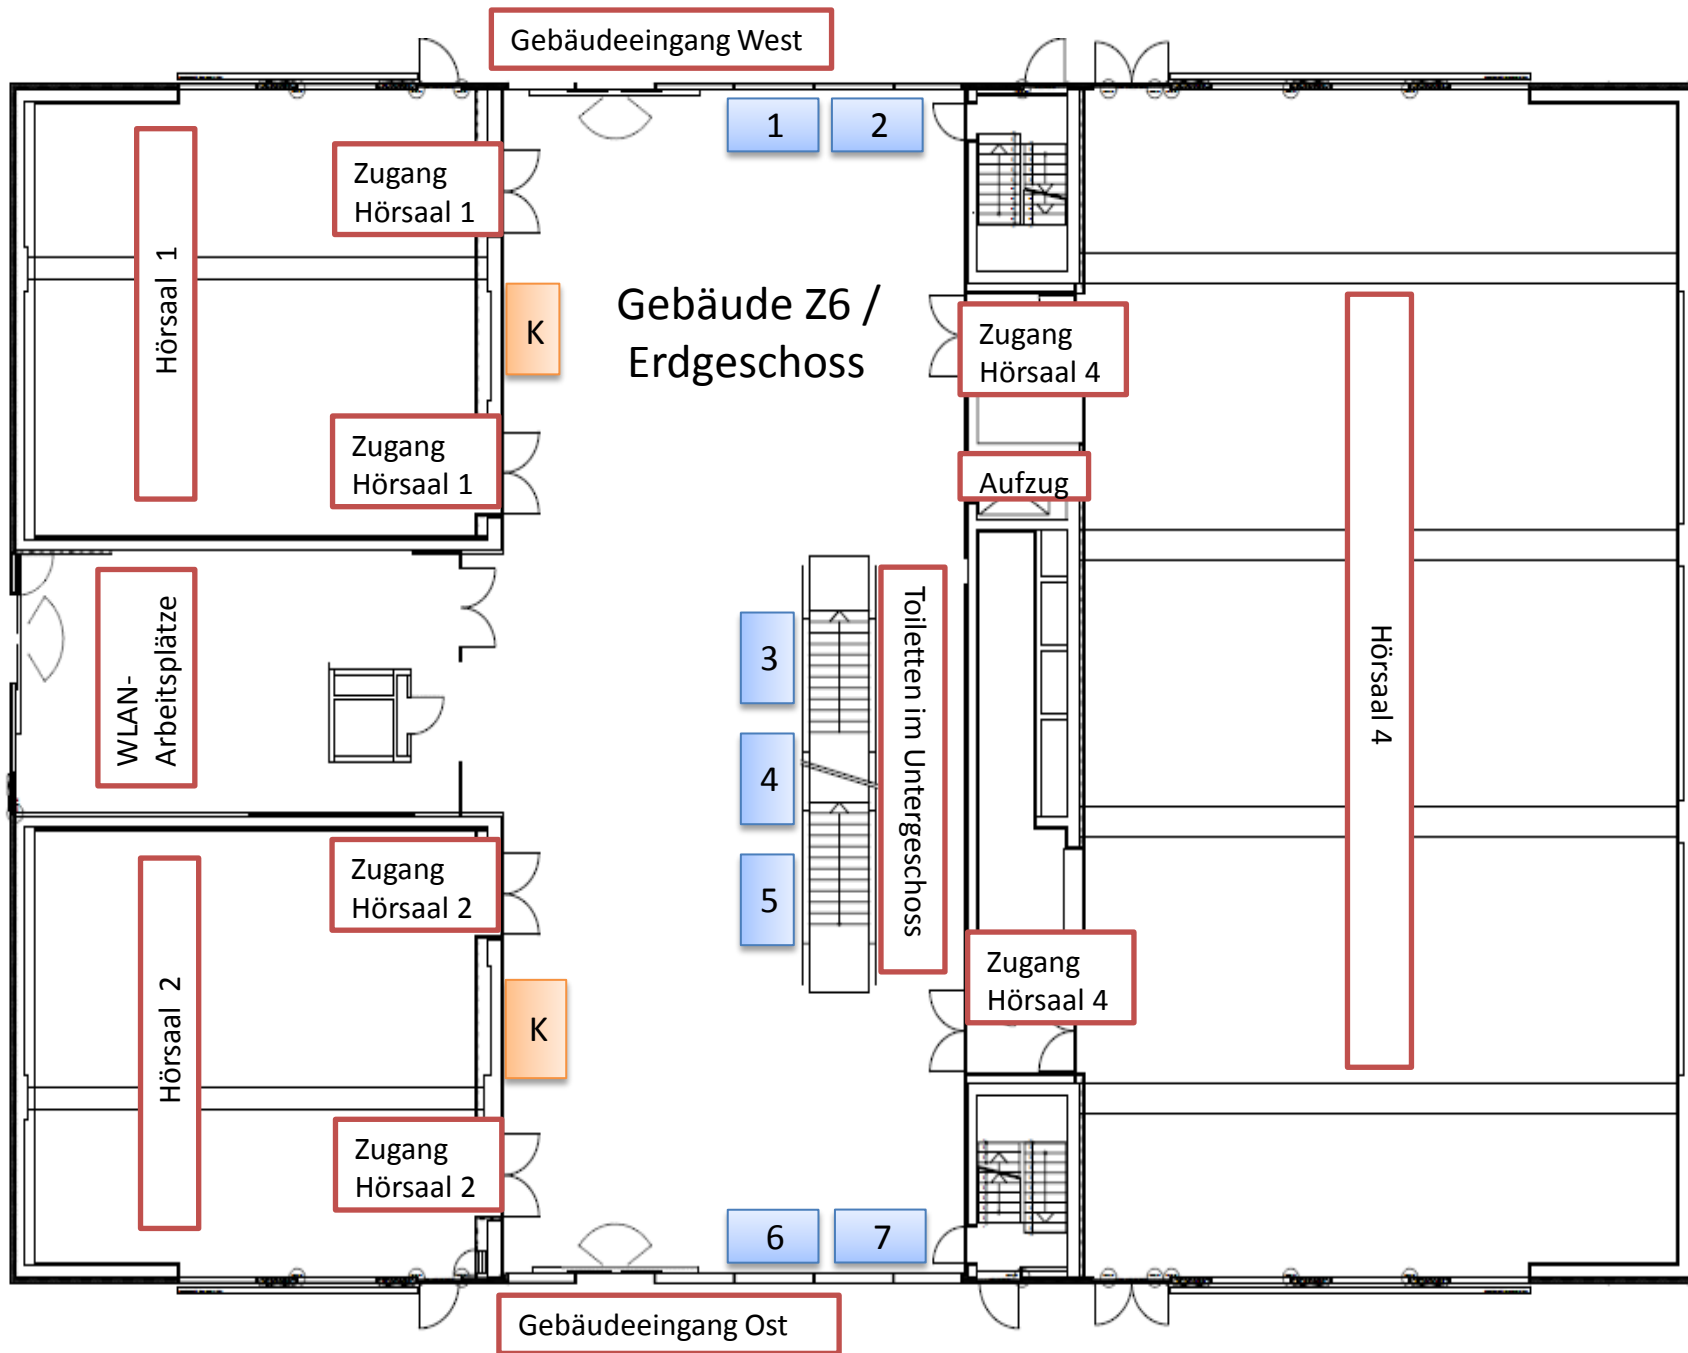 Gebäudeeingang West
1
2
Zugang
Hörsaal 1
Hörsaal 1
K
Gebäude Z6 /
Erdgeschoss
Zugang
Hörsaal 4
Zugang
Hörsaal 1
Aufzug
WLAN-
Arbeitsplätze
3
4
5
Toiletten im Untergeschoss
Hörsaal 4
Zugang
Hörsaal 2
Hörsaal 2
K
Zugang
Hörsaal 4
Zugang
Hörsaal 2
6
7
Gebäudeeingang Ost